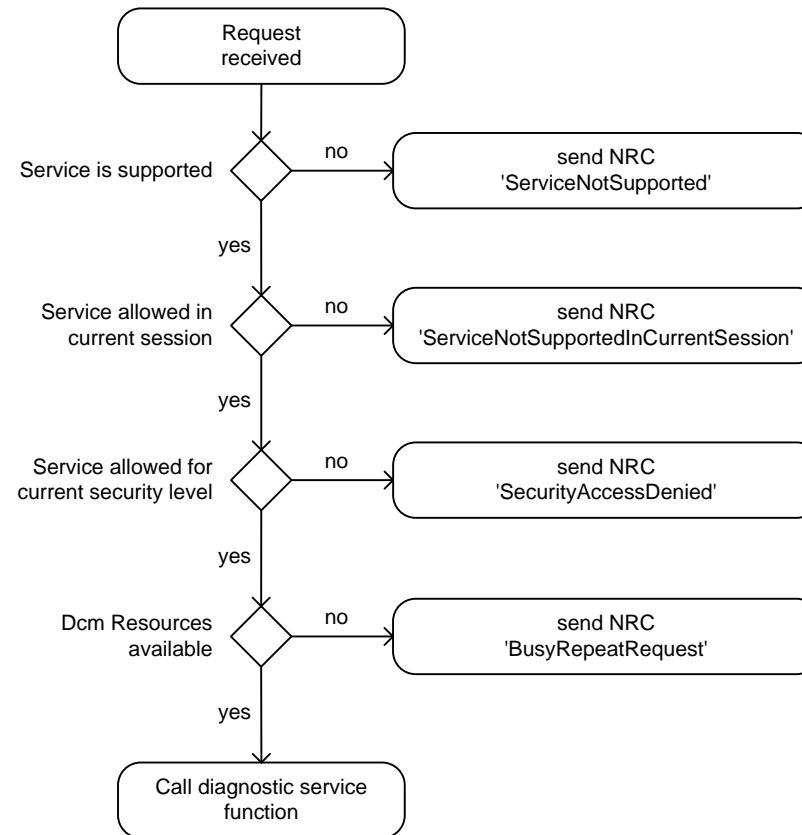 Request
received
Service is supported
no
send NRC
'ServiceNotSupported'
yes
Service allowed in
current session
no
send NRC
'ServiceNotSupportedInCurrentSession'
yes
Service allowed for
current security level
no
send NRC
'SecurityAccessDenied'
yes
Dcm Resources
available
no
send NRC
'BusyRepeatRequest'
yes
Call diagnostic service
function